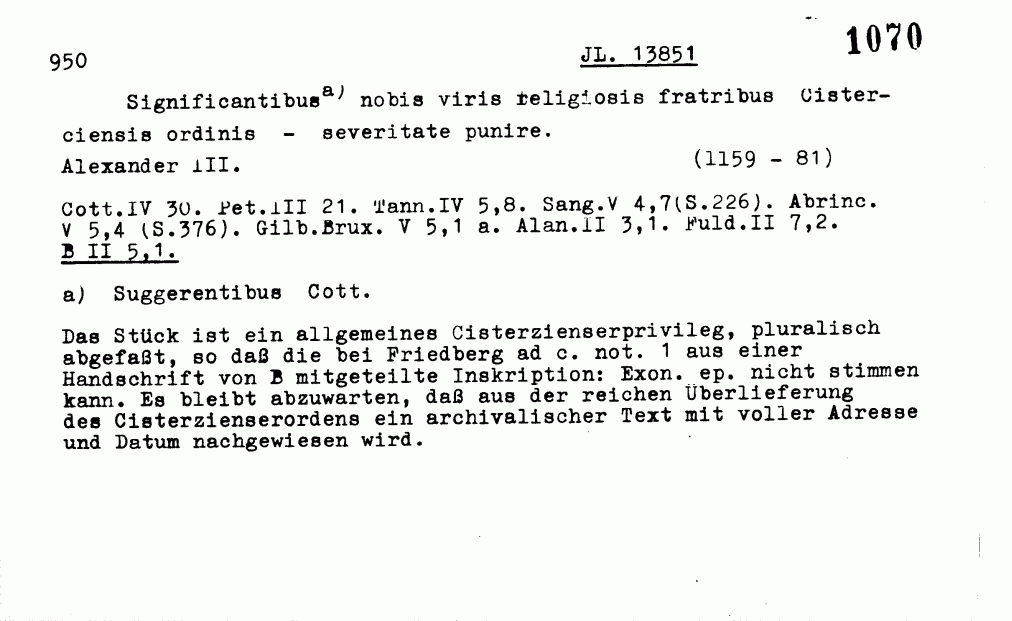 1070
950 JL. 13851
Significantibus a) nobis viris religiosis fratribus Cister-
ciensis ordinis - severitate punire.
Alexander III. (1159 - 81)
Cott.IV 30. Pet.III 21. Tann.IV 5,8. Sang.V 4,7(S.226). Abrinc.
V 5,4 (S.376). Gilb.Brux. V 5,1 a. Alan.II 3,1. Fuld.II 7,2.
B II 5,1.
a) Suggerentibus Cott.
Das Stück ist ein allgemeines Cisterzienserprivileg, pluralisch
abgefaßt, so daß die bei Friedberg ad c. not. 1 aus einer
Handschrift von B mitgeteilte Inskription: Exon. ep. nicht stimmen
kann. Es bleibt abzuwarten, daß aus der reichen Überlieferung
des Cisterzienserordens ein archivalischer Text mit voller Adresse
und Datum nachgewiesen wird.